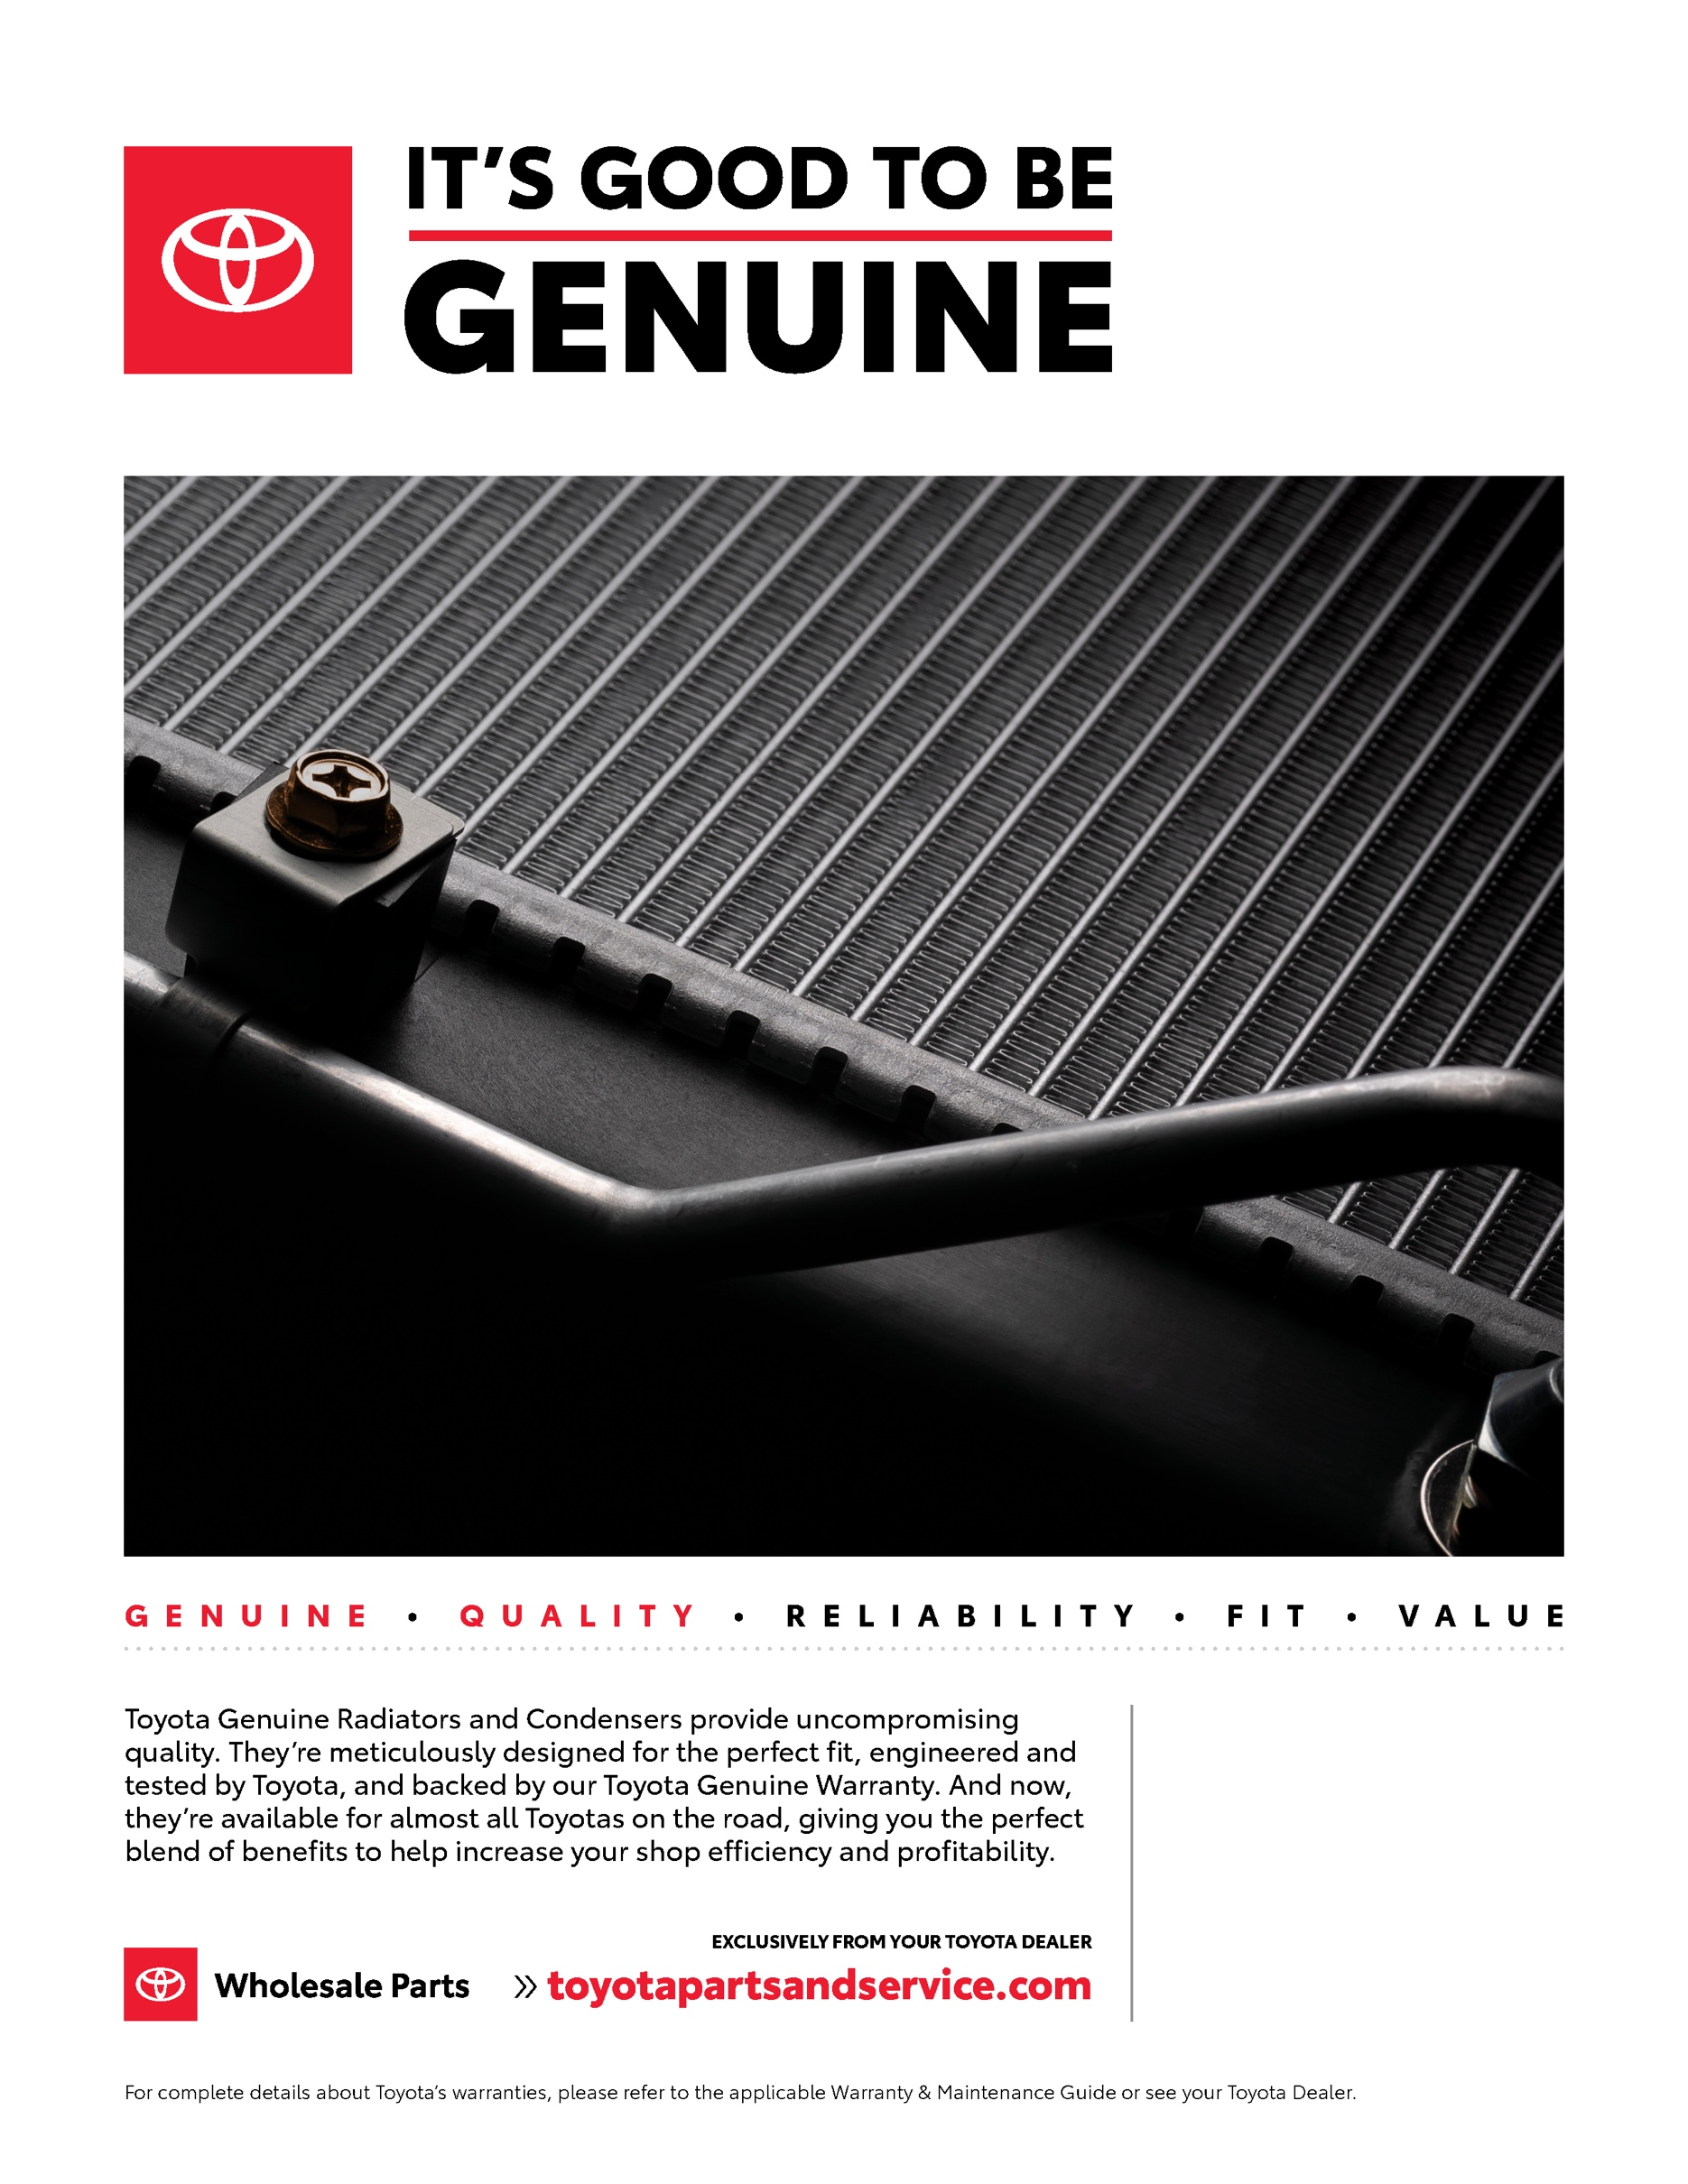 IT’S GOOD TO BE
GENUINE
GENUINE • QUALITY • RELIABILITY • FIT • VALUE
Toyota Genuine Radiators and Condensers provide uncompromising
quality. They’re meticulously designed for the perfect fit, engineered and
tested by Toyota, and backed by our Toyota Genuine Warranty. And now,
they’re available for almost all Toyotas on the road, giving you the perfect
blend of benefits to help increase your shop efficiency and profitability.
EXCLUSIVELY FROM YOUR TOYOTA DEALER
Wholesale Parts » toyotapartsandservice.com
For complete details about Toyota’s warranties, please refer to the applicable Warranty & Maintenance Guide or see your Toyota Dealer.